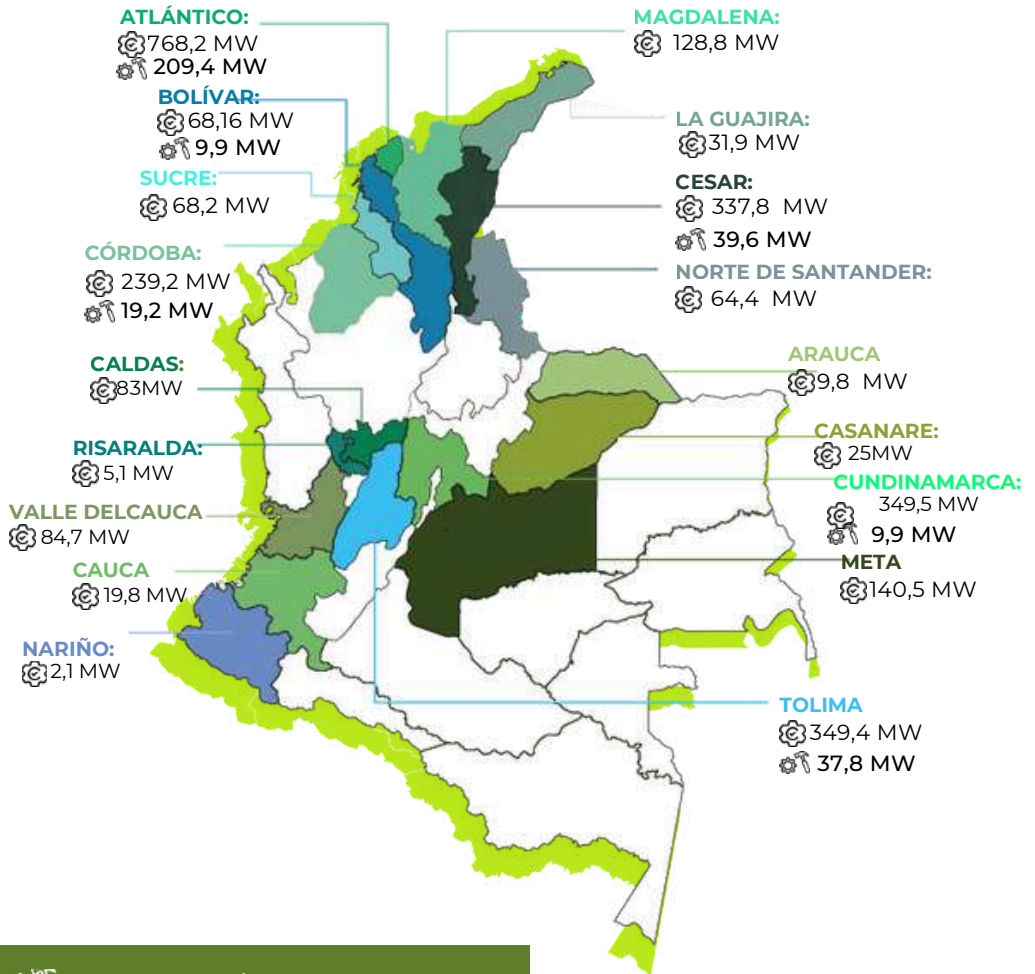 ATLÁNTICO:
768,2 MW
209,4 MW
BOLÍVAR:
68,16 MW
9,9 MW
SUCRE:
68,2 MW
CÓRDOBA:
239,2 MW
19,2 MW
CALDAS:
83MW
RISARALDA:
5,1 MW
VALLE DELCAUCA
84,7 MW
CAUCA
19,8 MW
NARIÑO:
2,1 MW
MAGDALENA:
128,8 MW
LA GUAJIRA:
31,9 MW
CESAR:
337,8 MW
39,6 MW
NORTE DE SANTANDER:
64,4 MW
ARAUCA
9,8 MW
CASANARE:
25MW
CUNDINAMARCA:
349,5 MW
9,9 MW
META
140,5 MW
TOLIMA
349,4 MW
37,8 MW